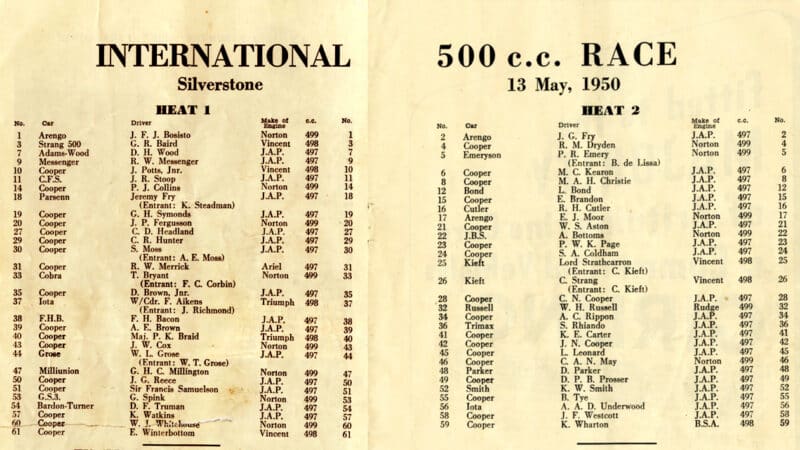 INTERNATIONAL 500 c.c. RACE
Silverstone 13 May, 1950
HEAT 1
No. Car Driver Make of Engine c.c. No.
1 Arengo J. F. J. Bosisto Norton 499 1
3 Strang 500 G. R. Baird Vincent 498 3
7 Adams-Wood D. H. Wood J.A.P. 497 7
9 Messenger R. W. Messenger J.A.P. 497 9
10 Cooper J. Potts, Jnr. Vincent 498 10
11 C.F.S. J. R. Stoop J.A.P. 497 11
14 Cooper P. J. Collins Norton 499 14
18 Parsenn Jeremy Fry J.A.P. 497 18
(Entrant: K. Steadman)
19 Cooper G. H. Symonds J.A.P. 497 19
20 Cooper J. P. Fergusson Norton 499 20
27 Cooper C. D. Headland J.A.P. 497 27
29 Cooper C. R. Hunter J.A.P. 497 29
30 Cooper S. Moss J.A.P. 497 30
(Entrant: A. E. Moss)
31 Cooper R. W. Merrick Ariel 497 31
33 Cobra T. Bryant Norton 499 33
(Entrant: F. C. Corbin)
35 Cooper D. Brown, Jnr. J.A.P. 497 35
37 Iota W/Cdr. F. Aikens Triumph 498 37
(Entrant: J. Richmond)
38 F.H.B. F. H. Bacon J.A.P. 497 38
39 Cooper A. E. Brown J.A.P. 497 39
40 Cooper Maj. P. K. Braid Triumph 498 40
43 Cooper J. W. Cox Norton 499 43
44 Grose W. L. Grose J.A.P. 497 44
(Entrant: W. T. Grose)
47 Milliunion G. H. C. Millington Norton 499 47
50 Cooper J. G. Reece J.A.P. 497 50
51 Cooper Sir Francis Samuelson J.A.P. 497 51
53 G.S.3. G. Spink Norton 499 53
54 Bardon-Turner D. F. Truman J.A.P. 497 54
57 Cooper K. Watkins J.A.P. 497 57
60 Cooper W. J. Whitehouse Norton 499 60
61 Cooper E. Winterbottom Vincent 498 61
HEAT 2
No. Car Driver Make of Engine c.c. No.
2 Arengo J. G. Fry J.A.P. 497 2
4 Cooper R. M. Dryden Norton 499 4
5 Emeryson P. R. Emery Norton 499 5
(Entrant: B. de Lissa)
6 Cooper M. C. Kearon J.A.P. 497 6
8 Cooper M. A. H. Christie J.A.P. 497 8
12 Bond L. Bond J.A.P. 497 12
15 Cooper E. Brandon J.A.P. 497 15
16 Cutler R. H. Cutler J.A.P. 497 16
17 Arengo E. J. Moor Norton 499 17
21 Cooper W. S. Aston J.A.P. 497 21
22 J.B.S. A. Bottoms Norton 499 22
23 Cooper P. W. K. Page J.A.P. 497 23
24 Cooper S. A. Coldham J.A.P. 497 24
25 Kieft Lord Strathcarron Vincent 498 25
(Entrant: C. Kieft)
26 Kieft C. Strang Vincent 498 26
(Entrant: C. Kieft)
28 Cooper C. N. Cooper J.A.P. 497 28
32 Russell W. H. Russell Rudge 499 32
34 Cooper A. C. Rippon J.A.P. 497 34
36 Trimax S. Rhiando J.A.P. 497 36
41 Cooper K. E. Carter J.A.P. 497 41
42 Cooper J. N. Cooper J.A.P. 497 42
45 Cooper L. Leonard J.A.P. 497 45
46 Cooper C. A. N. May Norton 499 46
48 Parker D. Parker J.A.P. 497 48
49 Cooper D. P. B. Prosser J.A.P. 497 49
52 Smith K. W. Smith J.A.P. 497 52
55 Cooper B. Tye J.A.P. 497 55
56 Iota A. A. D. Underwood J.A.P. 497 56
58 Cooper J. F. Westcott J.A.P. 497 58
59 Cooper K. Wharton B.S.A. 498 59